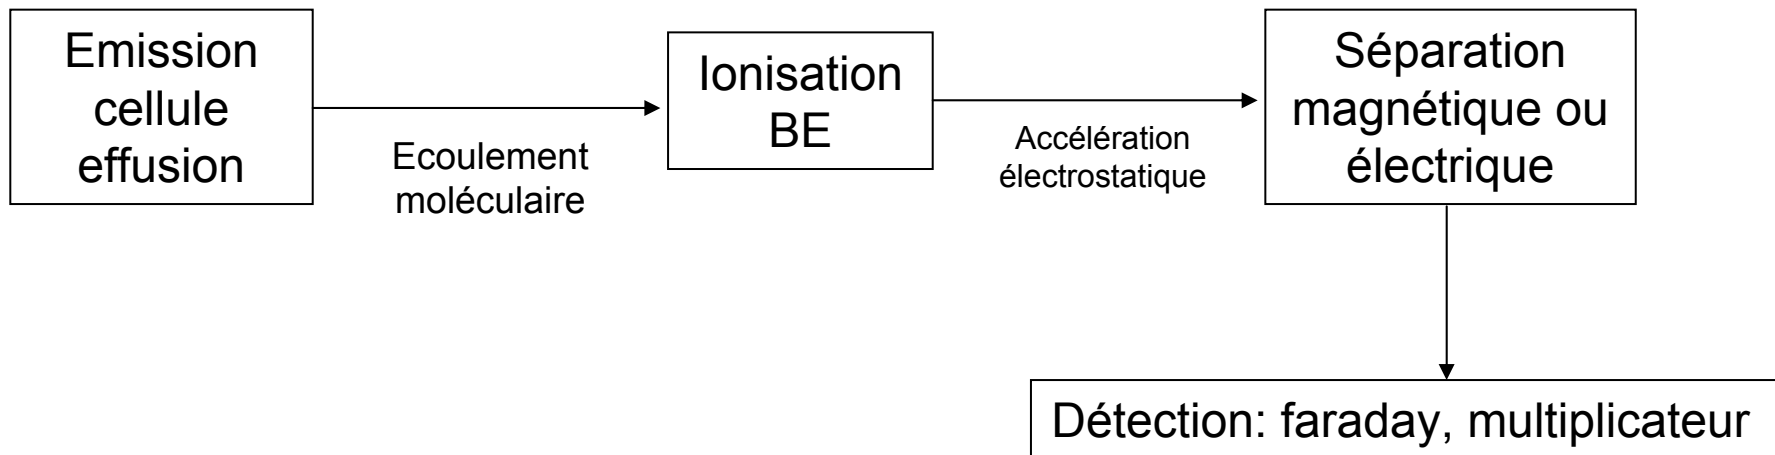 Emission
cellule
effusion
Ecoulement
moléculaire
Ionisation
BE
Accélération
électrostatique
Séparation
magnétique ou
électrique
Détection: faraday, multiplicateur